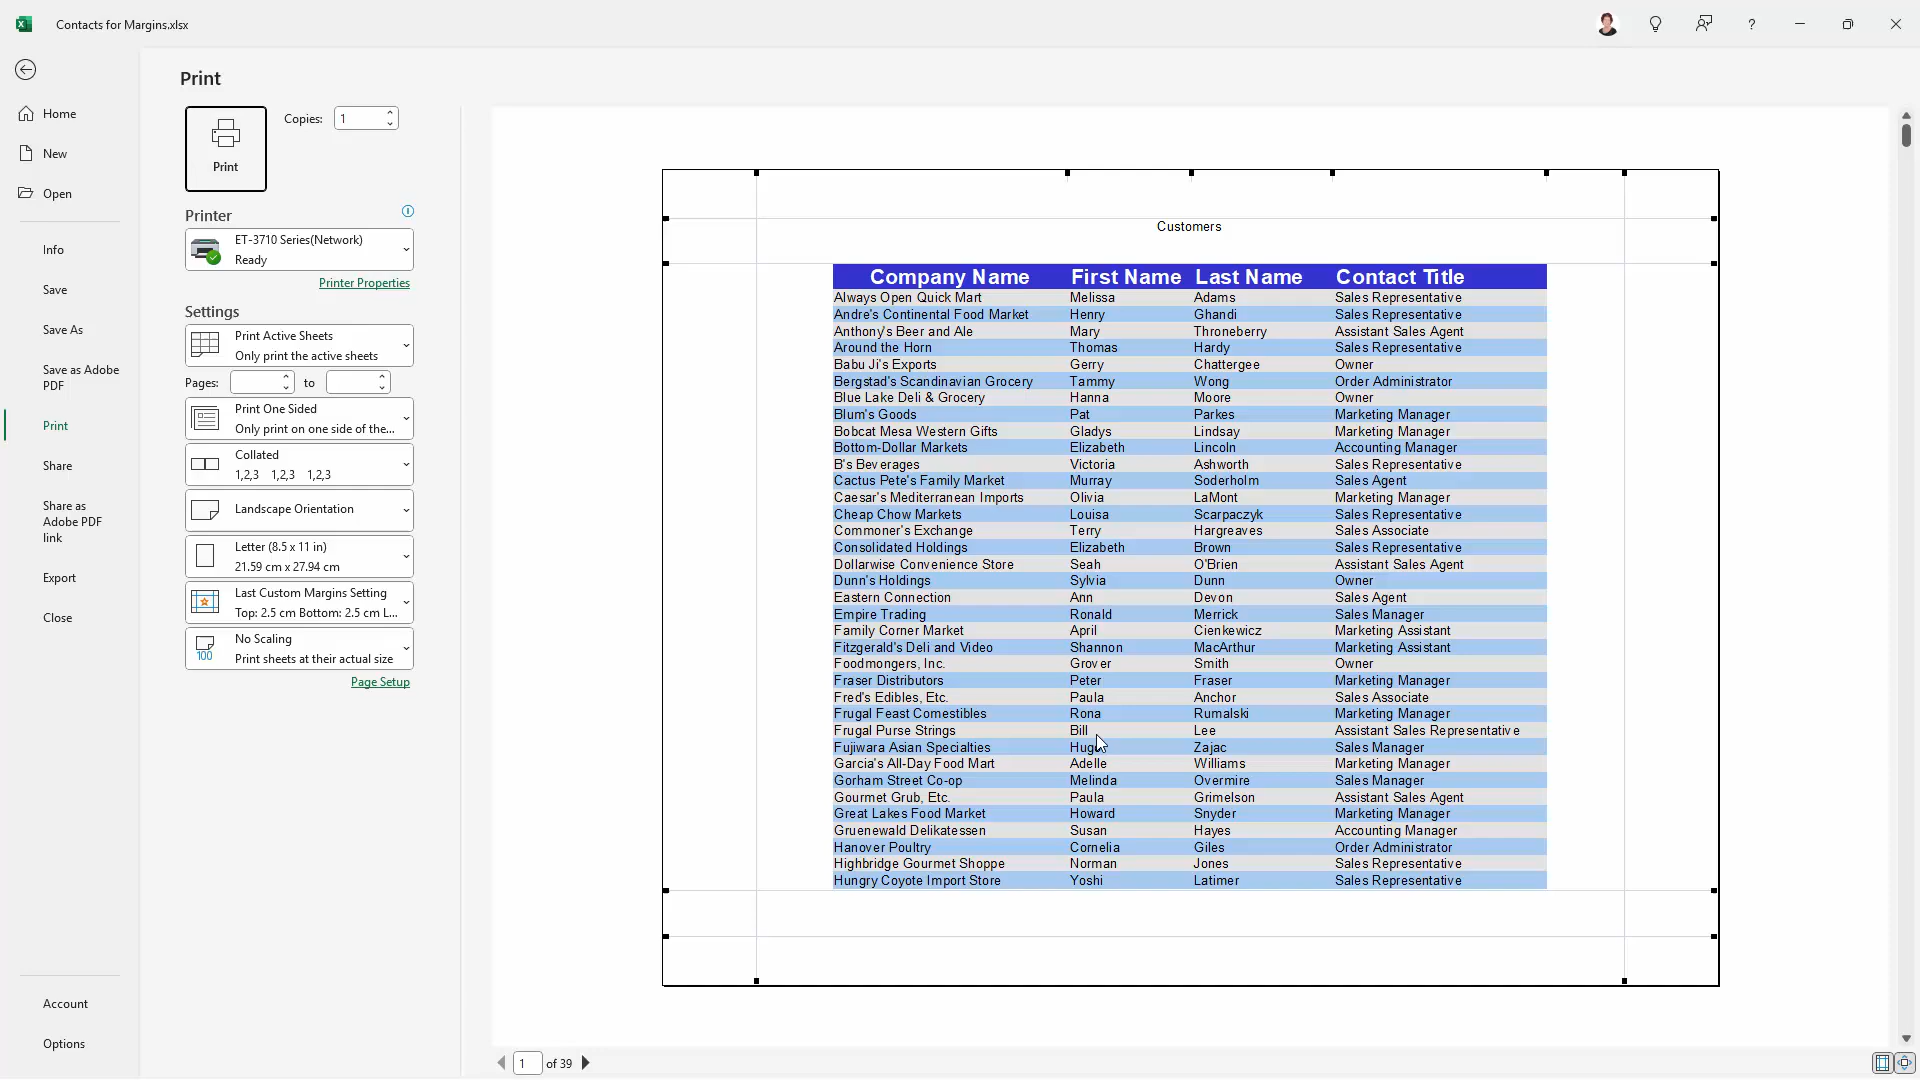 Contacts for Margins.xlsx
?
Print
Home
New
Open
Info
Save
Save As
Save as Adobe
PDF
Print
Share
Share as
Adobe PDF
link
Export
Close
Account
Options
Print
Copies: 1
Printer
ET-3710 Series(Network)
Ready
Printer Properties
Settings
Print Active Sheets
Only print the active sheets
Pages: to
Print One Sided
Only print on one side of the...
Collated
1,2,3 1,2,3 1,2,3
Landscape Orientation
Letter (8.5 x 11 in)
21.59 cm x 27.94 cm
Last Custom Margins Setting
Top: 2.5 cm Bottom: 2.5 cm L...
No Scaling
100 Print sheets at their actual size
Page Setup
Customers
Company Name First Name Last Name Contact Title
Always Open Quick Mart Melissa Adams Sales Representative
Andre's Continental Food Market Henry Ghandi Sales Representative
Anthony's Beer and Ale Mary Throneberry Assistant Sales Agent
Around the Horn Thomas Hardy Sales Representative
Babu Ji's Exports Gerry Chattergee Owner
Bergstad's Scandinavian Grocery Tammy Wong Order Administrator
Blue Lake Deli & Grocery Hanna Moore Owner
Blum's Goods Pat Parkes Marketing Manager
Bobcat Mesa Western Gifts Gladys Lindsay Marketing Manager
Bottom-Dollar Markets Elizabeth Lincoln Accounting Manager
B's Beverages Victoria Ashworth Sales Representative
Cactus Pete's Family Market Murray Soderholm Sales Agent
Caesar's Mediterranean Imports Olivia LaMont Marketing Manager
Cheap Chow Markets Louisa Scarpaczyk Sales Representative
Commoner's Exchange Terry Hargreaves Sales Associate
Consolidated Holdings Elizabeth Brown Sales Representative
Dollarwise Convenience Store Seah O'Brien Assistant Sales Agent
Dunn's Holdings Sylvia Dunn Owner
Eastern Connection Ann Devon Sales Agent
Empire Trading Ronald Merrick Sales Manager
Family Corner Market April Cienkewicz Marketing Assistant
Fitzgerald's Deli and Video Shannon MacArthur Marketing Assistant
Foodmongers, Inc. Grover Smith Owner
Fraser Distributors Peter Fraser Marketing Manager
Fred's Edibles, Etc. Paula Anchor Sales Associate
Frugal Feast Comestibles Rona Rumalski Marketing Manager
Frugal Purse Strings Bill Lee Assistant Sales Representative
Fujiwara Asian Specialties Hugo Zajac Sales Manager
Garcia's All-Day Food Mart Adelle Williams Marketing Manager
Gorham Street Co-op Melinda Overmire Sales Manager
Gourmet Grub, Etc. Paula Grimelson Assistant Sales Agent
Great Lakes Food Market Howard Snyder Marketing Manager
Gruenewald Delikatessen Susan Hayes Accounting Manager
Hanover Poultry Cornelia Giles Order Administrator
Highbridge Gourmet Shoppe Norman Jones Sales Representative
Hungry Coyote Import Store Yoshi Latimer Sales Representative
1 of 39